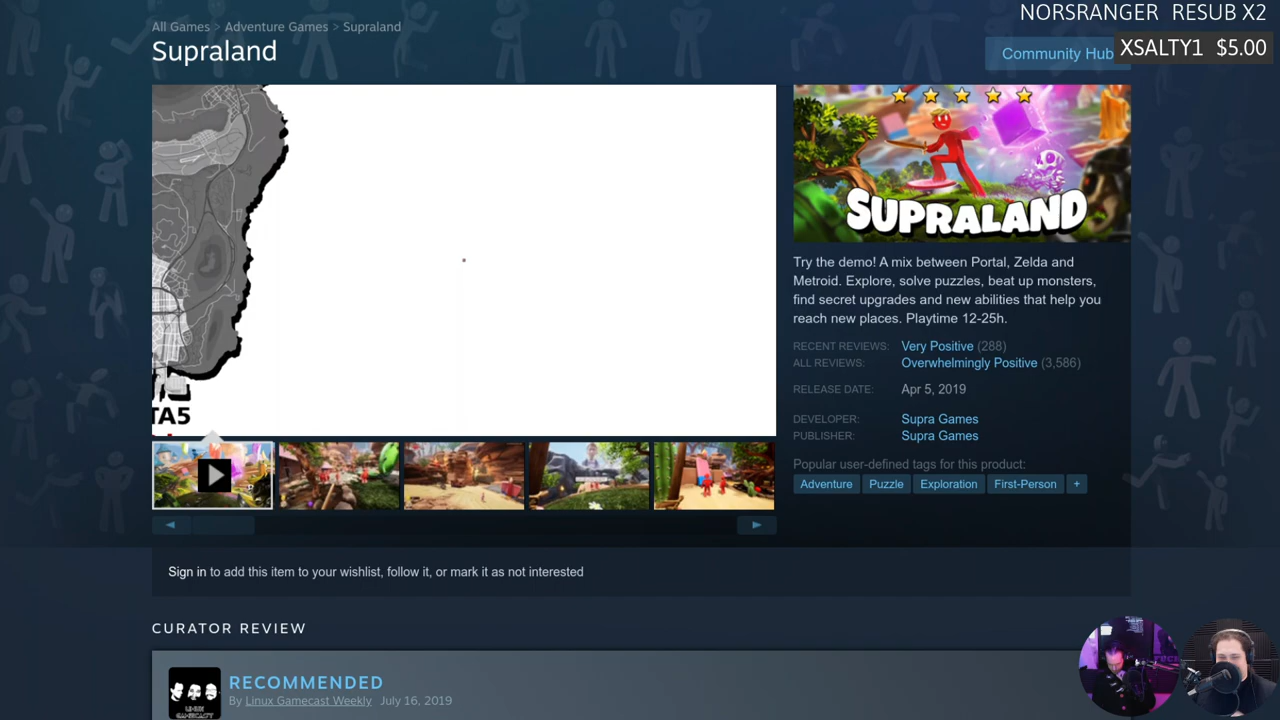 NORSRANGER RESUB X2
XSALTY1 $5.00
All Games > Adventure Games > Supraland
Supraland
Community Hub
TA5
SUPRALAND
Try the demo! A mix between Portal, Zelda and
Metroid. Explore, solve puzzles, beat up monsters,
find secret upgrades and new abilities that help you
reach new places. Playtime 12-25h.
RECENT REVIEWS: Very Positive (288)
ALL REVIEWS: Overwhelmingly Positive (3,586)
RELEASE DATE: Apr 5, 2019
DEVELOPER: Supra Games
PUBLISHER: Supra Games
Popular user-defined tags for this product:
Adventure Puzzle Exploration First-Person +
Sign in to add this item to your wishlist, follow it, or mark it as not interested
CURATOR REVIEW
RECOMMENDED
By Linux Gamecast Weekly July 16, 2019
LINUX
GAMECAST